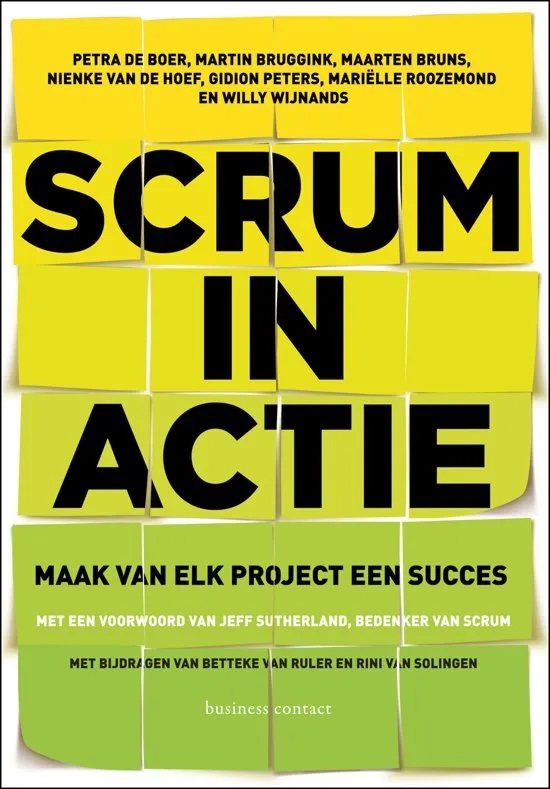 PETRA DE BOER, MARTIN BRUGGINK, MAARTEN BRUNS,
NIENKE VAN DE HOEF, GIDION PETERS, MARIËLLE ROOZEMOND
EN WILLY WIJNANDS
SCRUM
IN
ACTIE
MAAK VAN ELK PROJECT EEN SUCCES
MET EEN VOORWOORD VAN JEFF SUTHERLAND, BEDENKER VAN SCRUM
MET BIJDRAGEN VAN BETTEKE VAN RULER EN RINI VAN SOLINGEN
business contact